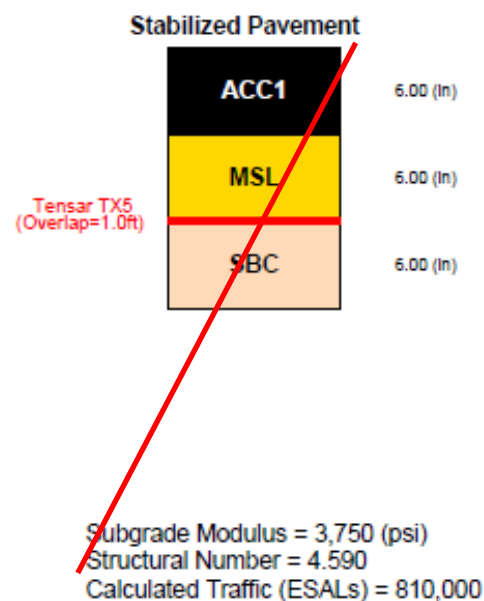 Stabilized Pavement
ACC1
6.00 (in)
MSL
6.00 (in)
Tensar TX5
(Overlap=1.0ft)
SBC
6.00 (in)
Subgrade Modulus = 3,750 (psi)
Structural Number = 4.590
Calculated Traffic (ESALs) = 810,000